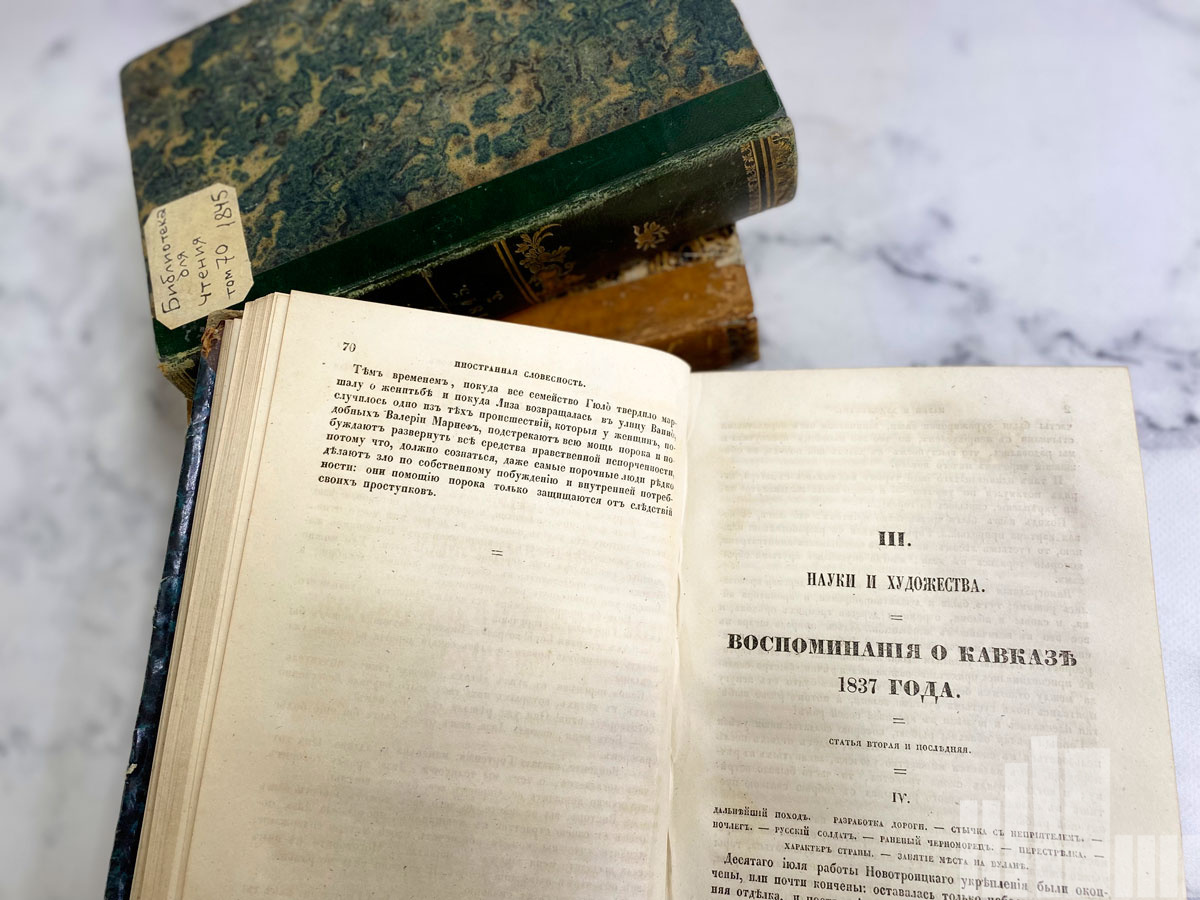 Библиотека
для
чтения
том 70 1845
70
ИНОСТРАННАЯ СЛОВЕСНОСТЬ.
Тѣмъ временемъ, покуда все семейство Гюло̀ твердило мар-
шалу о женитьбѣ и покуда Лиза возвращалась въ улицу Ванно̀,
случилось одно изъ тѣхъ происшествій, которыя у женщинъ, по-
добныхъ Валеріи Марнефъ, подстрекаютъ всю мощь порока и по-
буждаютъ развернуть всѣ средства нравственной испорченности,
потому что, должно сознаться, даже самые порочные люди рѣдко
дѣлаютъ зло по собственному побужденію и внутренней потреб-
ности: они помощію порока только защищаются отъ слѣдствій
своихъ проступковъ.
III.
НАУКИ И ХУДОЖЕСТВА.
ВОСПОМИНАНІЯ О КАВКАЗѢ
1837 ГОДА.
СТАТЬЯ ВТОРАЯ И ПОСЛѢДНЯЯ.
IV.
ДАЛЬНѢЙШІЙ ПОХОДЪ. РАЗРАБОТКА ДОРОГИ. — СТЫЧКА СЪ НЕПРІЯТЕЛЕМЪ. —
НОЧЛЕГЪ. — РУССКІЙ СОЛДАТЪ. — РАНЕНЫЙ ЧЕРНОМОРЕЦЪ. — ПЕРЕСТРѢЛКА. —
ХАРАКТЕРЪ СТРАНЫ. — ЗАНЯТІЕ МѢСТА НА ВУЛАНѢ.
Десятаго іюля работы Новотроицкаго укрѣпленія были окон-
чены, или почти кончены: оставалась только
няя отдѣлка,